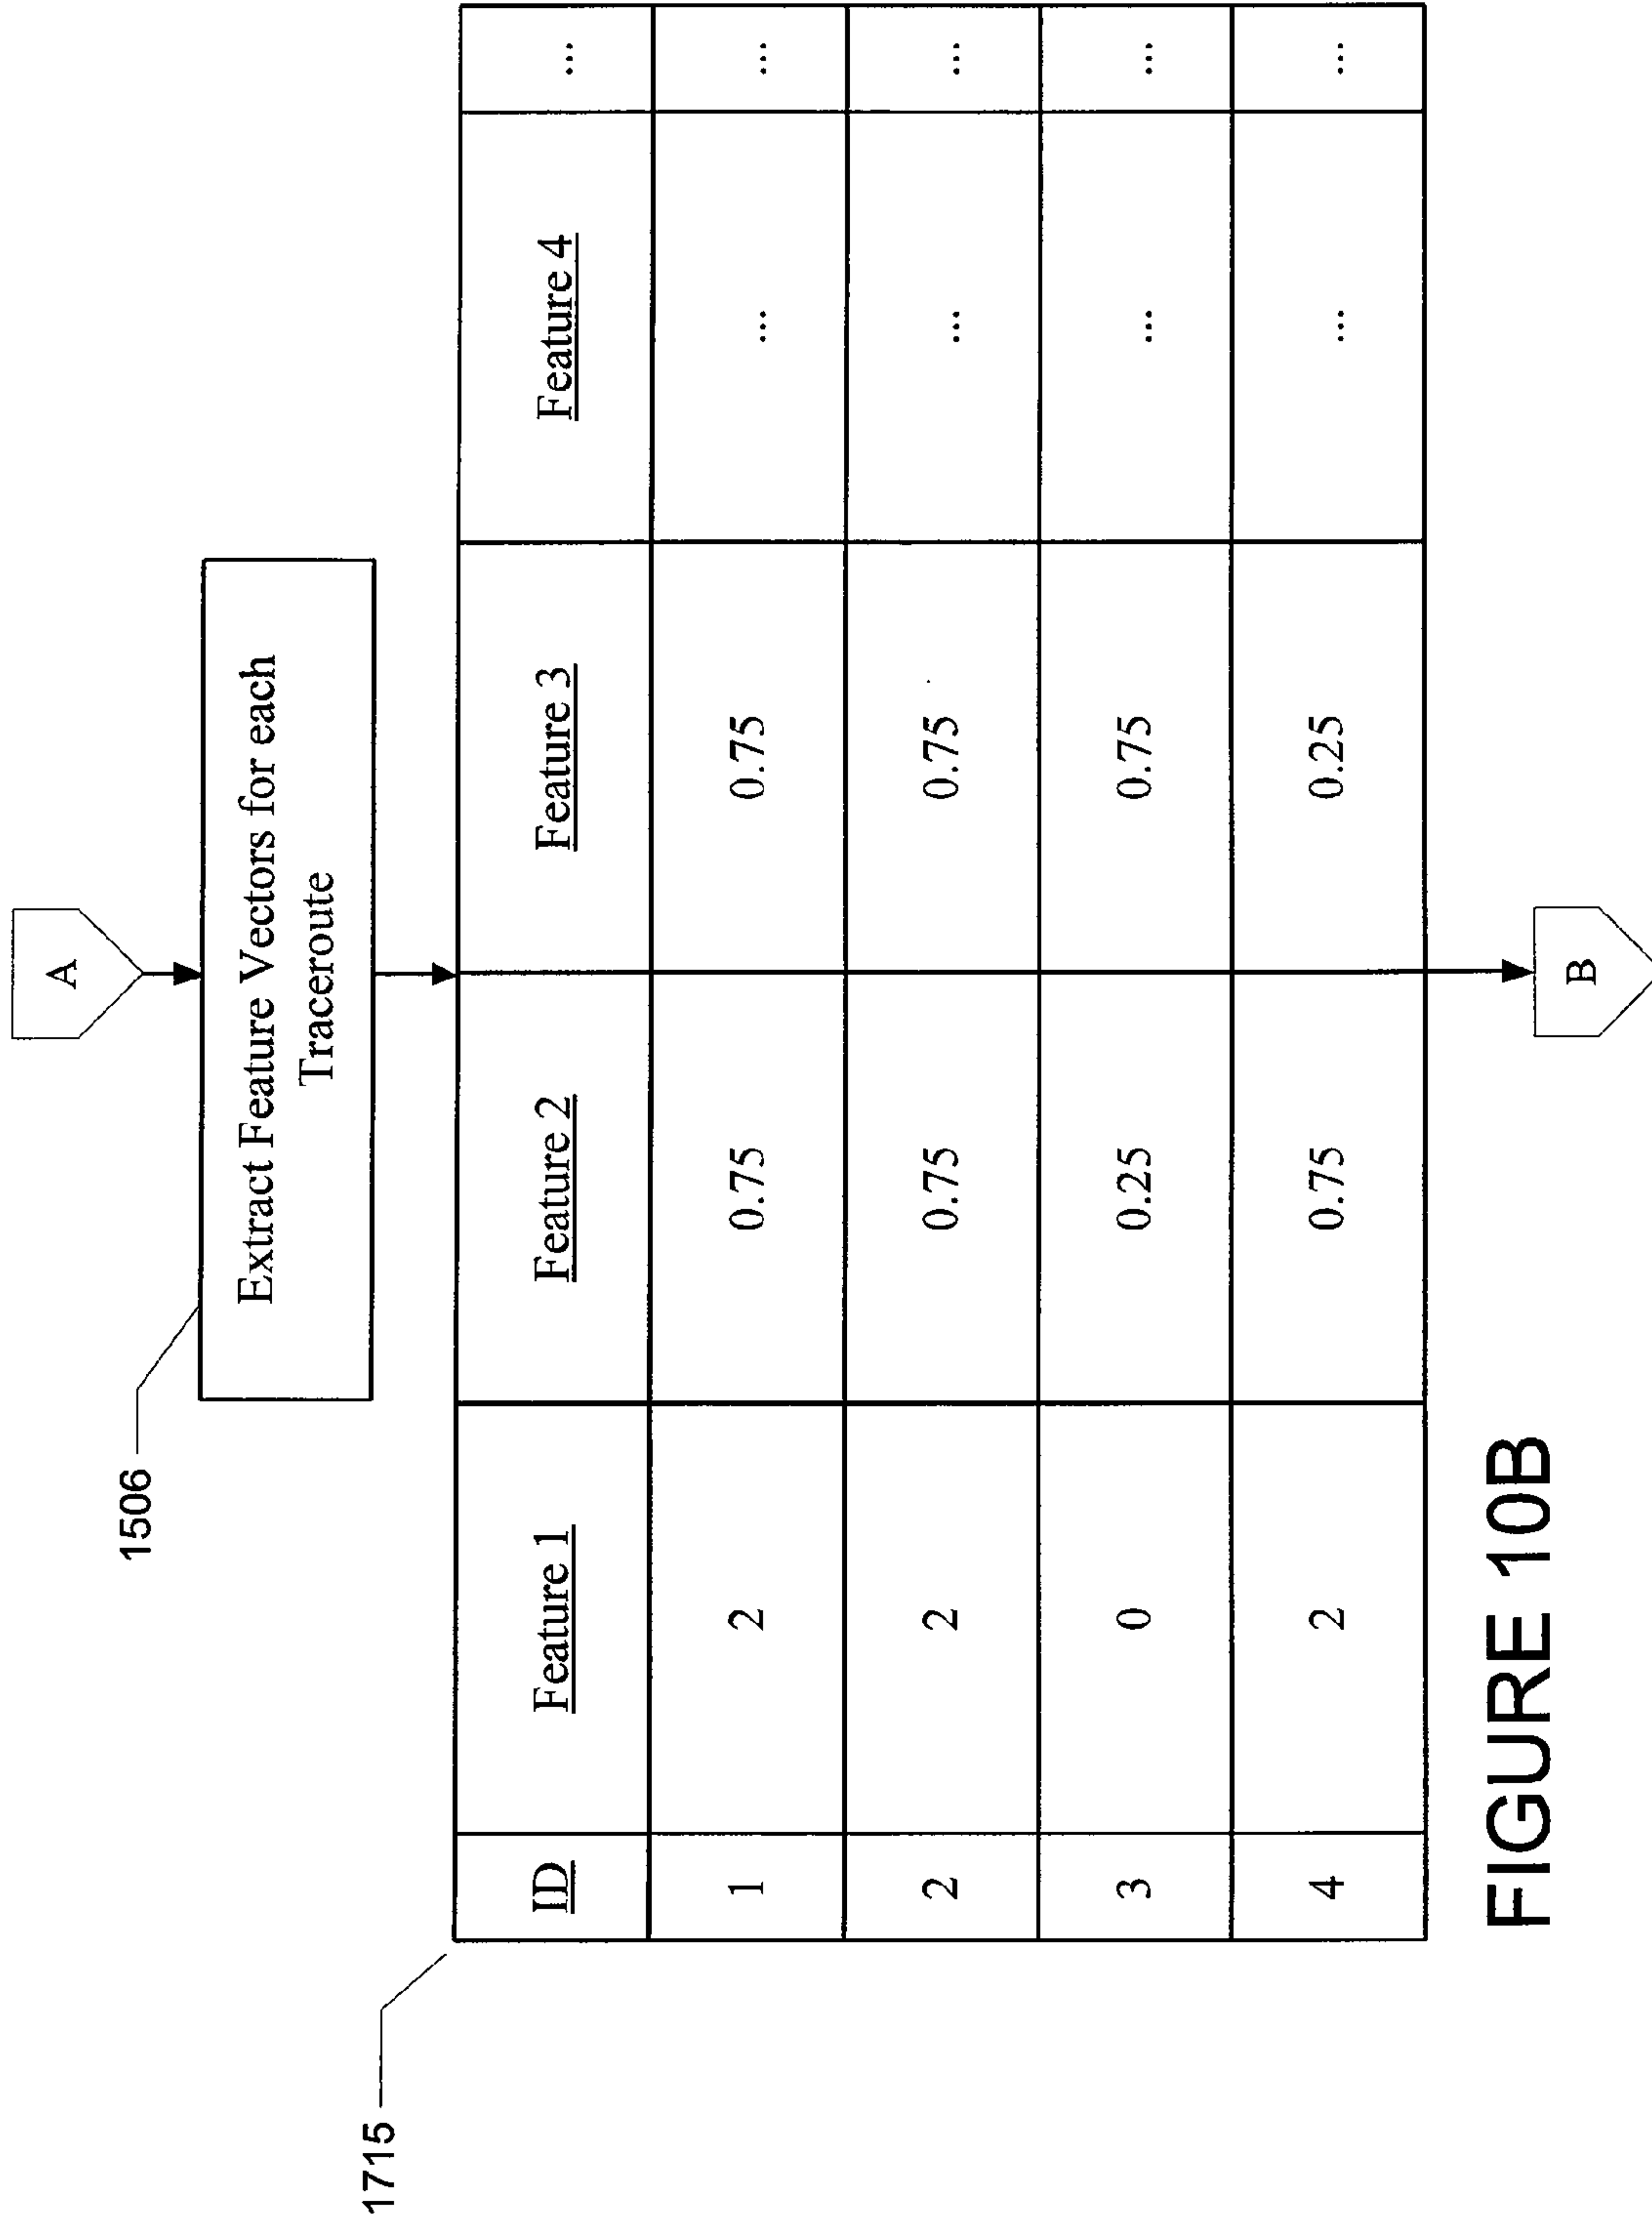 A
1506
Extract Feature Vectors for each
Traceroute
1715
ID Feature 1 Feature 2 Feature 3 Feature 4 ...
1 2 0.75 0.75 ... ...
2 2 0.75 0.75 ... ...
3 0 0.25 0.75 ... ...
4 2 0.75 0.25 ... ...
B
FIGURE 10B